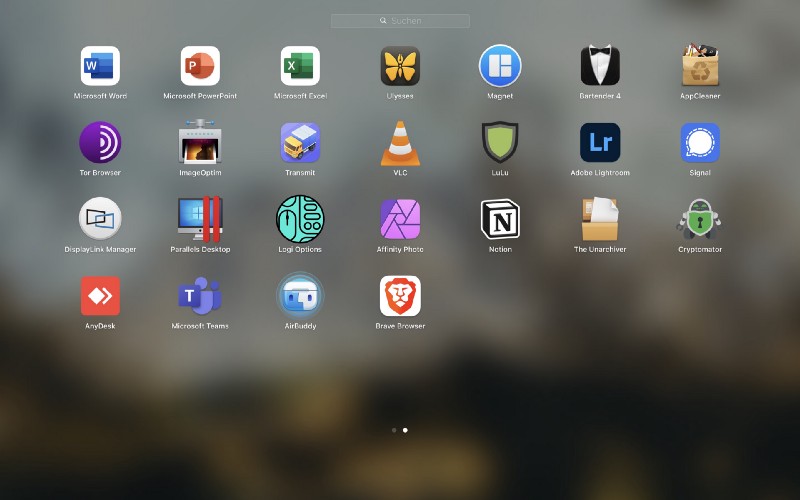 Suchen
W
P
X
Microsoft Word
Microsoft PowerPoint
Microsoft Excel
Ulysses
Magnet
Bartender 4
AppCleaner
Lr
Tor Browser
ImageOptim
Transmit
VLC
LuLu
Adobe Lightroom
Signal
N
DisplayLink Manager
Parallels Desktop
Logi Options
Affinity Photo
Notion
The Unarchiver
Cryptomator
T
AnyDesk
Microsoft Teams
AirBuddy
Brave Browser